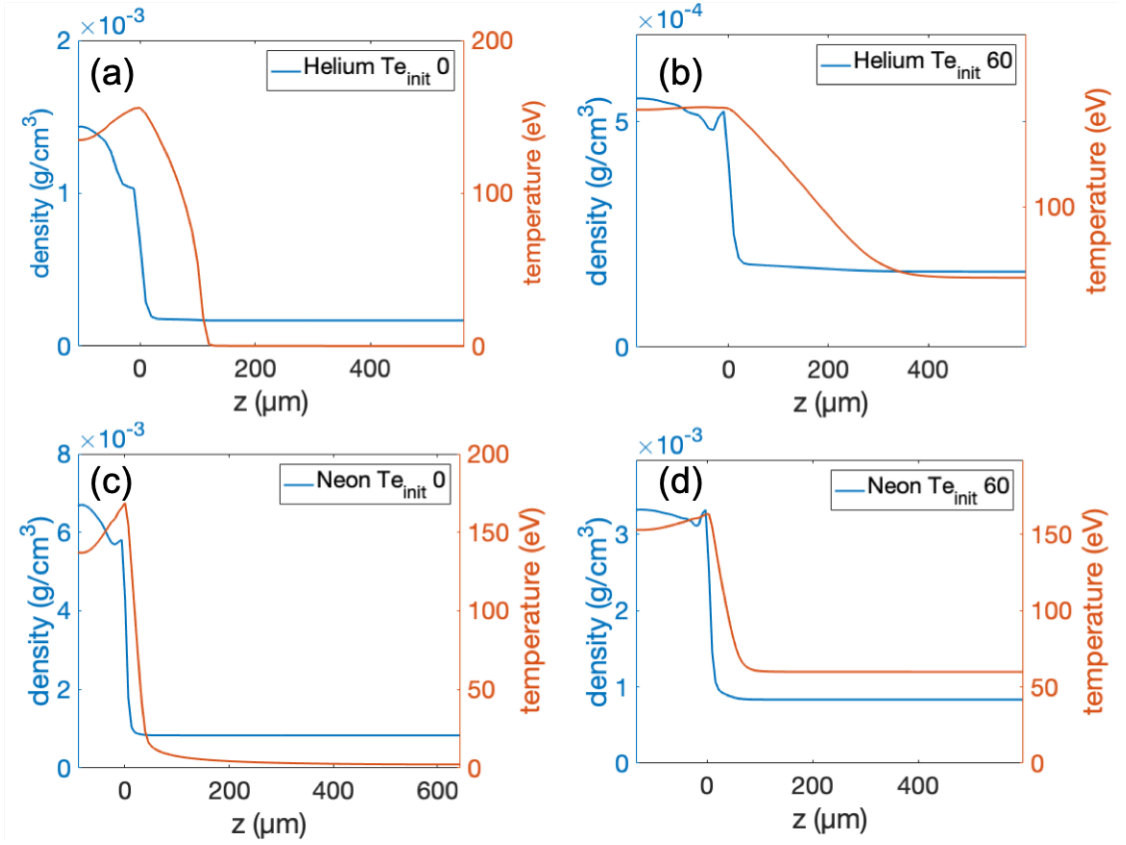 ×10⁻³
(a)
Helium Te_init 0
2
1
0
density (g/cm³)
200
100
0
temperature (eV)
0 200 400
z (µm)
×10⁻⁴
(b)
Helium Te_init 60
5
0
density (g/cm³)
100
temperature (eV)
0 200 400
z (µm)
×10⁻³
(c)
Neon Te_init 0
8
6
4
2
0
density (g/cm³)
200
150
100
50
0
temperature (eV)
0 200 400 600
z (µm)
×10⁻³
(d)
Neon Te_init 60
3
2
1
0
density (g/cm³)
150
100
50
0
temperature (eV)
0 200 400
z (µm)